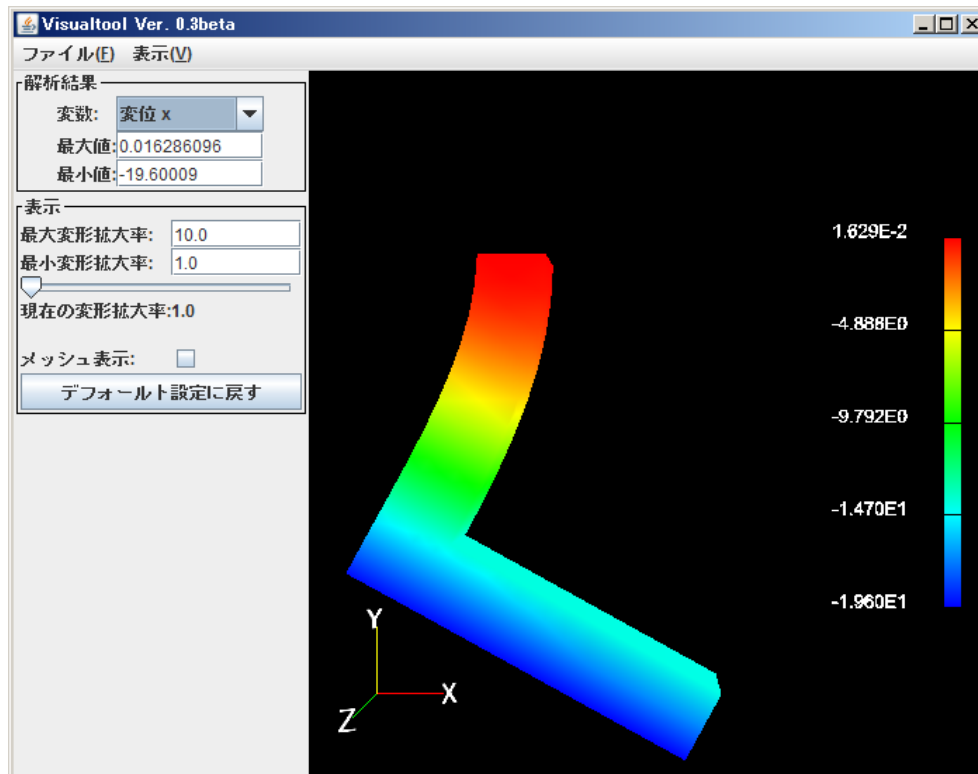 Visualtool Ver. 0.3beta
ファイル(F) 表示(V)
解析結果
変数: 変位 x
最大値: 0.016286096
最小値: -19.60009
表示
最大変形拡大率: 10.0
最小変形拡大率: 1.0
現在の変形拡大率:1.0
メッシュ表示:
デフォールト設定に戻す
1.629E-2
-4.888E0
-9.792E0
-1.470E1
-1.960E1
Y
X
Z